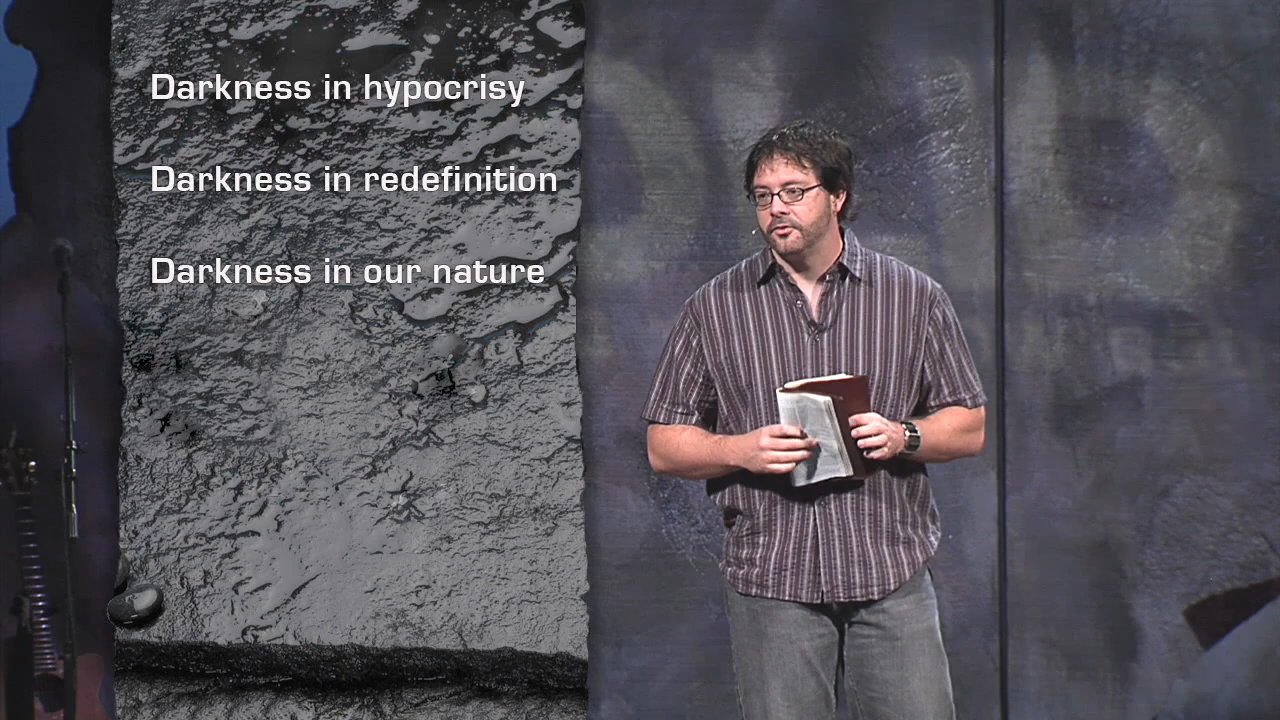 Darkness in hypocrisy
Darkness in redefinition
Darkness in our nature